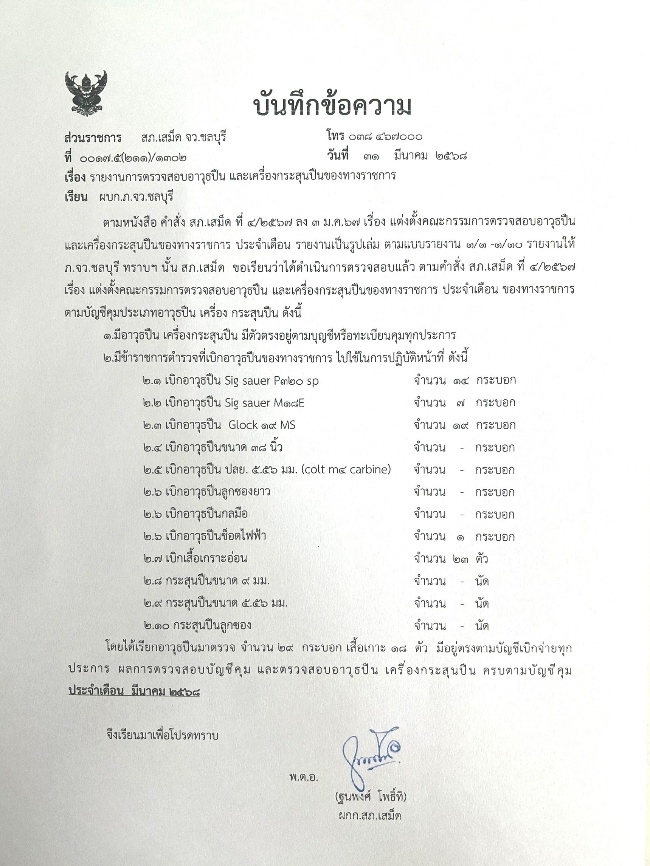 บันทึกข้อความ
ส่วนราชการ สภ.เสม็ด จว.ชลบุรี โทร ๐๓๘ ๔๖๗๐๐๐
ที่ ๐๐๑๗.๕(๒๑๑)/๑๓๐๒ วันที่ ๓๑ มีนาคม ๒๕๖๘
เรื่อง รายงานการตรวจสอบอาวุธปืน และเครื่องกระสุนปืนของทางราชการ
เรียน ผบก.ภ.จว.ชลบุรี
ตามหนังสือ คำสั่ง สภ.เสม็ด ที่ ๔/๒๕๖๗ ลง ๓ ม.ค.๖๗ เรื่อง แต่งตั้งคณะกรรมการตรวจสอบอาวุธปืน
และเครื่องกระสุนปืนของทางราชการ ประจำเดือน รายงานเป็นรูปเล่ม ตามแบบรายงาน ๑/๑ -๑/๑๐ รายงานให้
ภ.จว.ชลบุรี ทราบฯ นั้น สภ.เสม็ด ขอเรียนว่าได้ดำเนินการตรวจสอบแล้ว ตามคำสั่ง สภ.เสม็ด ที่ ๔/๒๕๖๗
เรื่อง แต่งตั้งคณะกรรมการตรวจสอบอาวุธปืน และเครื่องกระสุนปืนของทางราชการ ประจำเดือน ของทางราชการ
ตามบัญชีคุมประเภทอาวุธปืน เครื่อง กระสุนปืน ดังนี้
๑.มีอาวุธปืน เครื่องกระสุนปืน มีตัวตรงอยู่ตามบุญชีหรือทะเบียนคุมทุกประการ
๒.มีข้าราชการตำรวจที่เบิกอาวุธปืนของทางราชการ ไปใช้ในการปฏิบัติหน้าที่ ดังนี้
๒.๑ เบิกอาวุธปืน Sig sauer P๓๒๐ sp จำนวน ๑๔ กระบอก
๒.๒ เบิกอาวุธปืน Sig sauer M๑๘E จำนวน ๗ กระบอก
๒.๓ เบิกอาวุธปืน Glock ๑๙ MS จำนวน ๑๙ กระบอก
๒.๔ เบิกอาวุธปืนขนาด ๓๘ นิ้ว จำนวน - กระบอก
๒.๕ เบิกอาวุธปืน ปลย. ๕.๕๖ มม. (colt m๔ carbine) จำนวน - กระบอก
๒.๖ เบิกอาวุธปืนลูกซองยาว จำนวน - กระบอก
๒.๖ เบิกอาวุธปืนกลมือ จำนวน - กระบอก
๒.๖ เบิกอาวุธปืนช็อตไฟฟ้า จำนวน ๑ กระบอก
๒.๗ เบิกเสื้อเกราะอ่อน จำนวน ๒๓ ตัว
๒.๘ กระสุนปืนขนาด ๙ มม. จำนวน - นัด
๒.๙ กระสุนปืนขนาด ๕.๕๖ มม. จำนวน - นัด
๒.๑๐ กระสุนปืนลูกซอง จำนวน - นัด
โดยได้เรียกอาวุธปืนมาตรวจ จำนวน ๒๙ กระบอก เสื้อเกาะ ๑๘ ตัว มีอยู่ตรงตามบัญชีเบิกจ่ายทุก
ประการ ผลการตรวจสอบบัญชีคุม และตรวจสอบอาวุธปืน เครื่องกระสุนปืน ครบตามบัญชีคุม
ประจำเดือน มีนาคม ๒๕๖๘
จึงเรียนมาเพื่อโปรดทราบ
พ.ต.อ.
(ฐนพงศ์ โพธิ์ทิ)
ผกก.สภ.เสม็ด